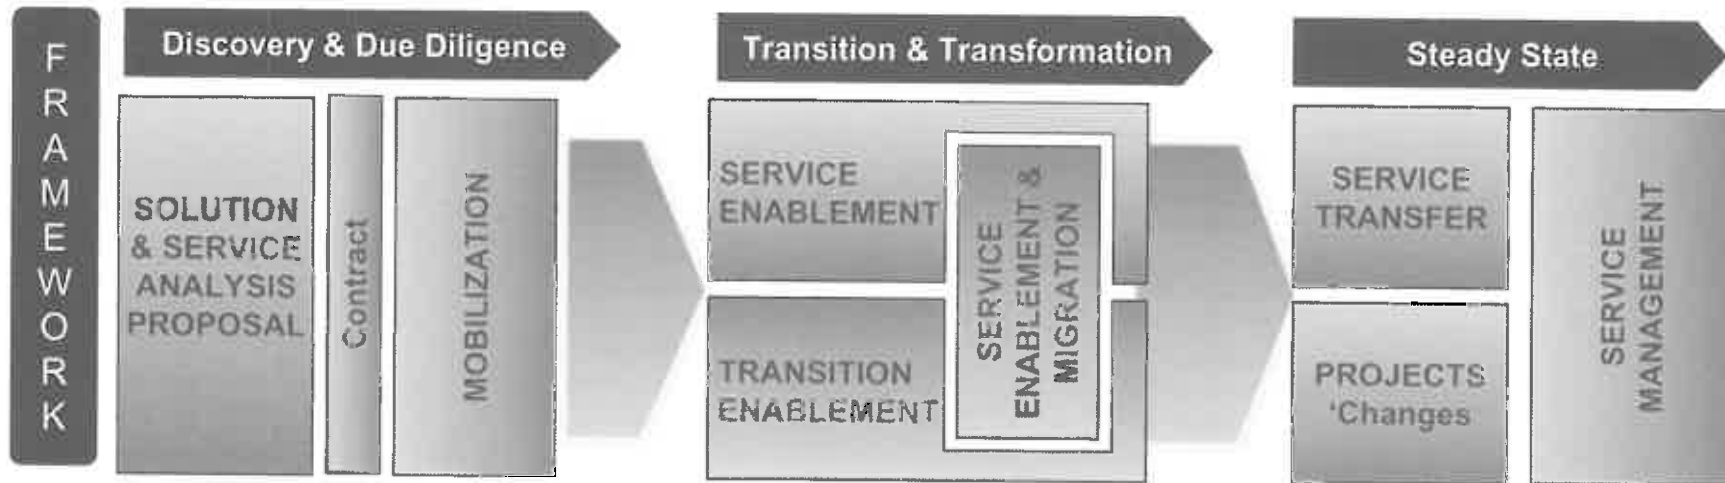 FRAMEWORK
Discovery & Due Diligence
SOLUTION
& SERVICE
ANALYSIS
PROPOSAL
Contract
MOBILIZATION
Transition & Transformation
SERVICE
ENABLEMENT
TRANSITION
ENABLEMENT
SERVICE
ENABLEMENT &
MIGRATION
Steady State
SERVICE
TRANSFER
PROJECTS
'Changes
SERVICE
MANAGEMENT